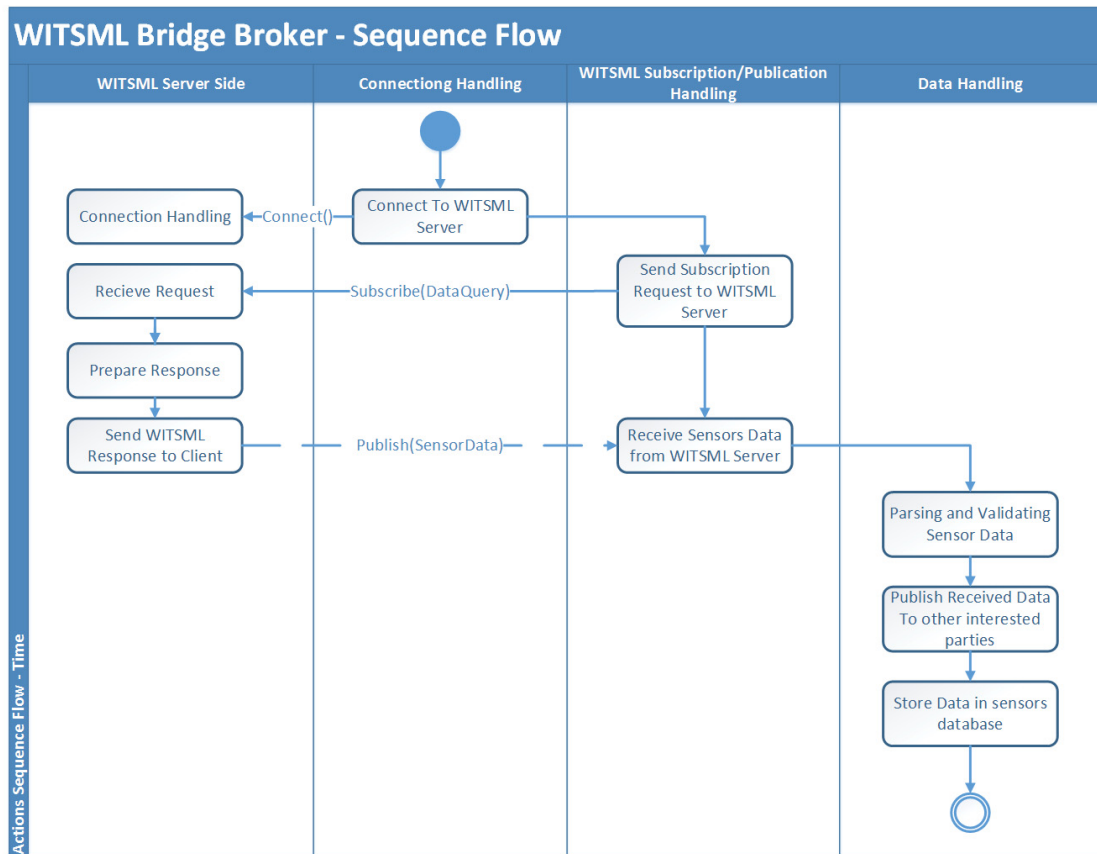 WITSML Bridge Broker - Sequence Flow
WITSML Server Side
Connectiong Handling
WITSML Subscription/Publication
Handling
Data Handling
Connection Handling
Connect()
Connect To WITSML
Server
Recieve Request
Subscribe(DataQuery)
Send Subscription
Request to WITSML
Server
Prepare Response
Send WITSML
Response to Client
Publish(SensorData)
Receive Sensors Data
from WITSML Server
Parsing and Validating
Sensor Data
Publish Received Data
To other interested
parties
Store Data in sensors
database
Actions Sequence Flow - Time